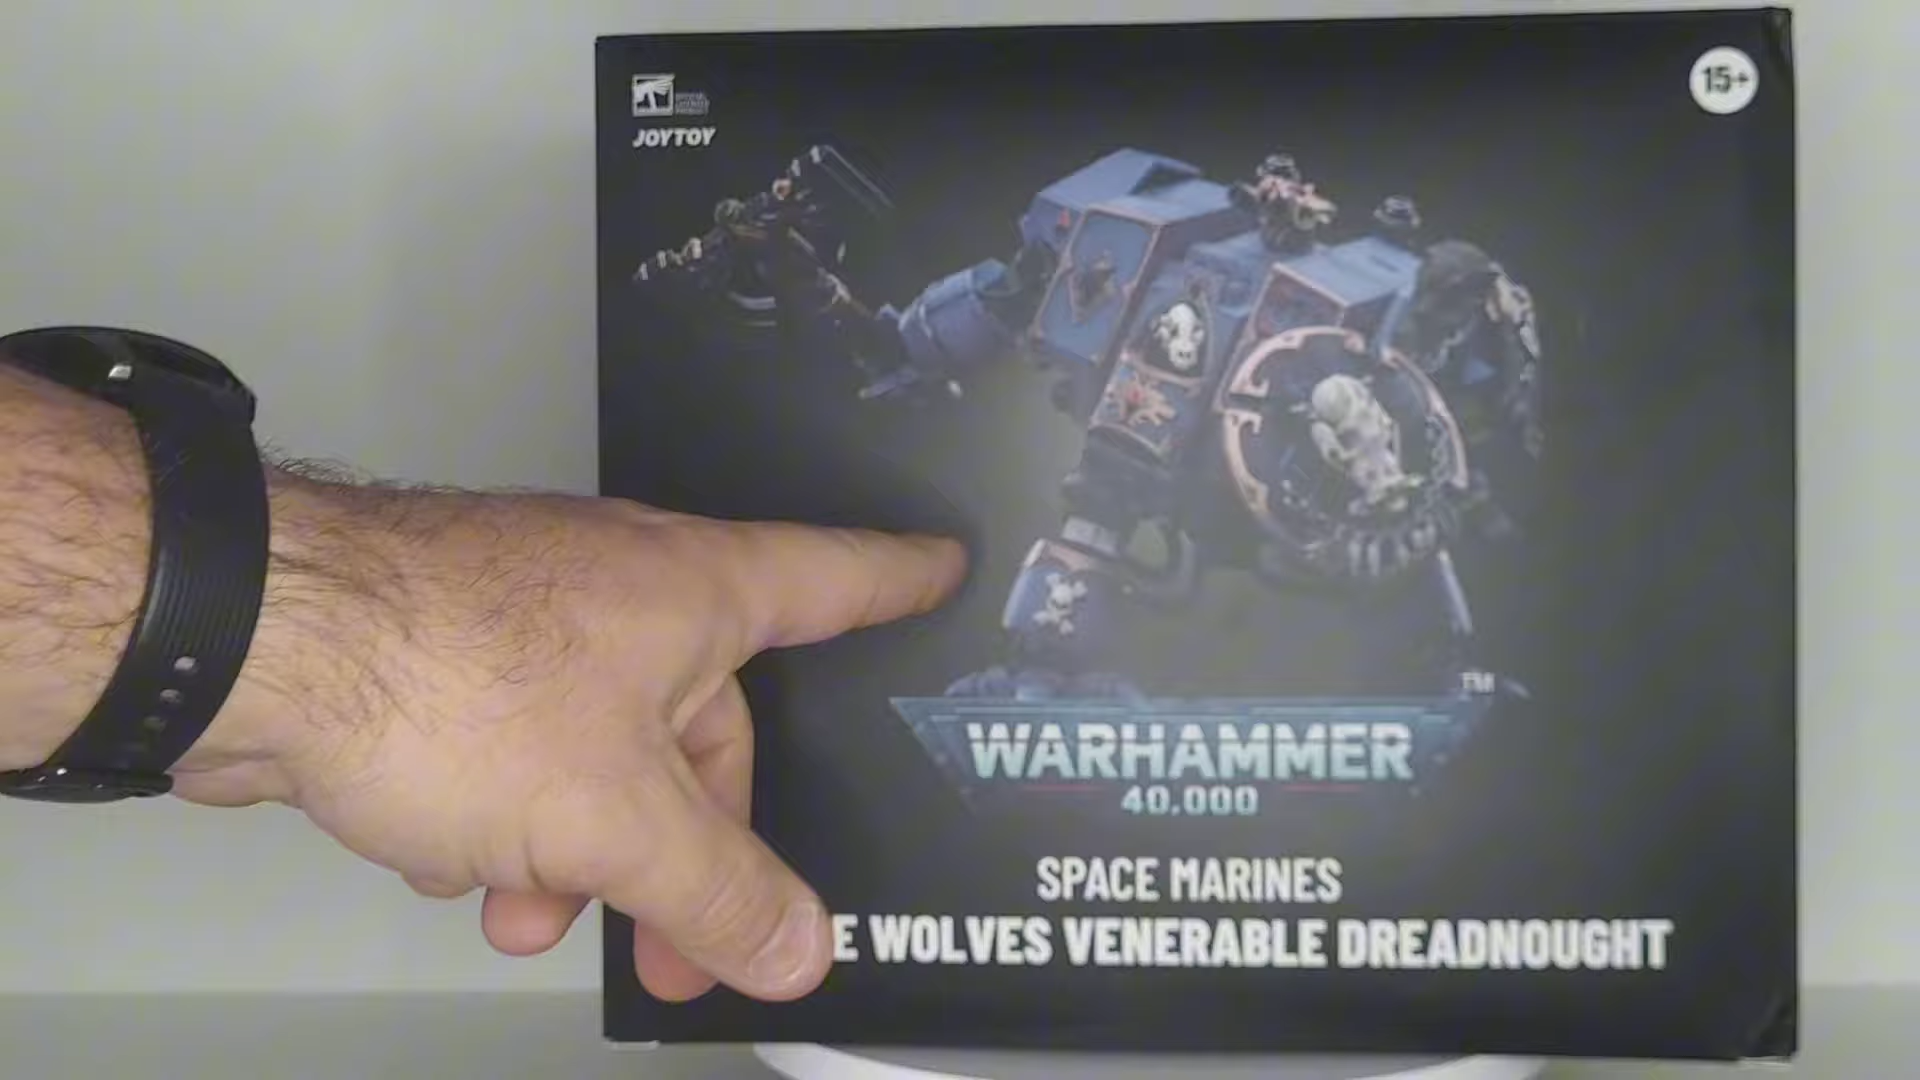 15+
JOYTOY
TM
WARHAMMER
40,000
SPACE MARINES
E WOLVES VENERABLE DREADNOUGHT